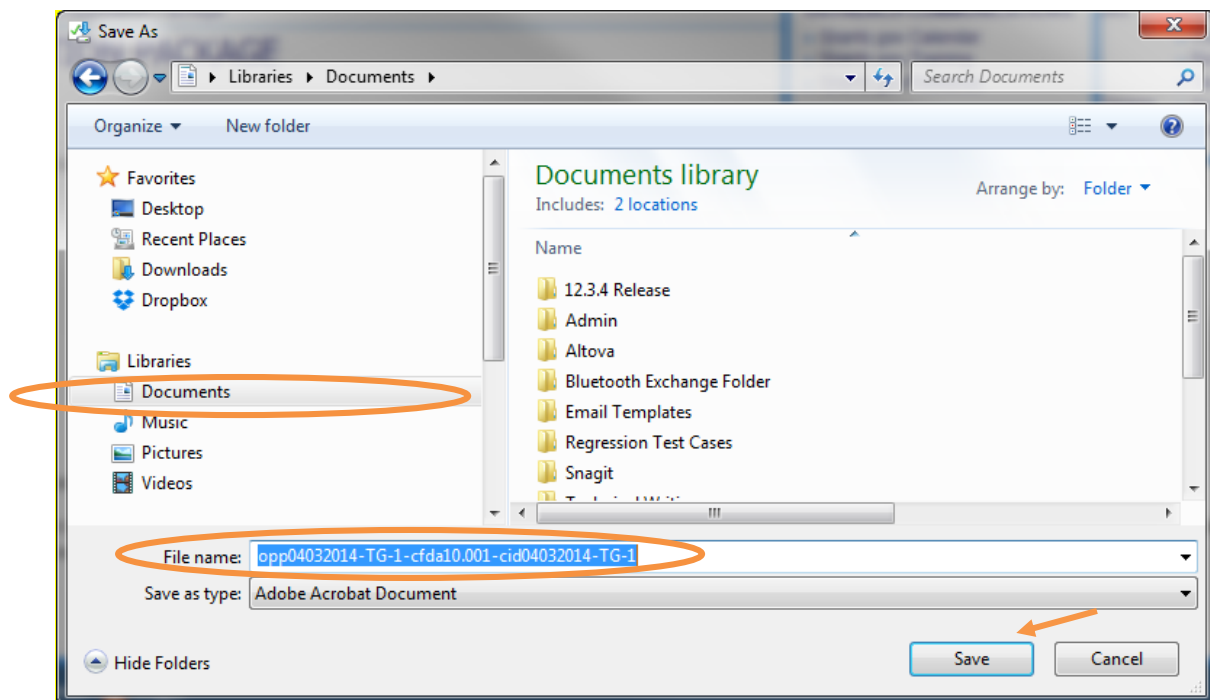 Save As
Libraries Documents
Search Documents
Organize New folder
Favorites
Desktop
Recent Places
Downloads
Dropbox
Libraries
Documents
Music
Pictures
Videos
Documents library
Includes: 2 locations
Arrange by: Folder
Name
12.3.4 Release
Admin
Altova
Bluetooth Exchange Folder
Email Templates
Regression Test Cases
Snagit
File name: opp04032014-TG-1-cfda10.001-cid04032014-TG-1
Save as type: Adobe Acrobat Document
Hide Folders
Save Cancel